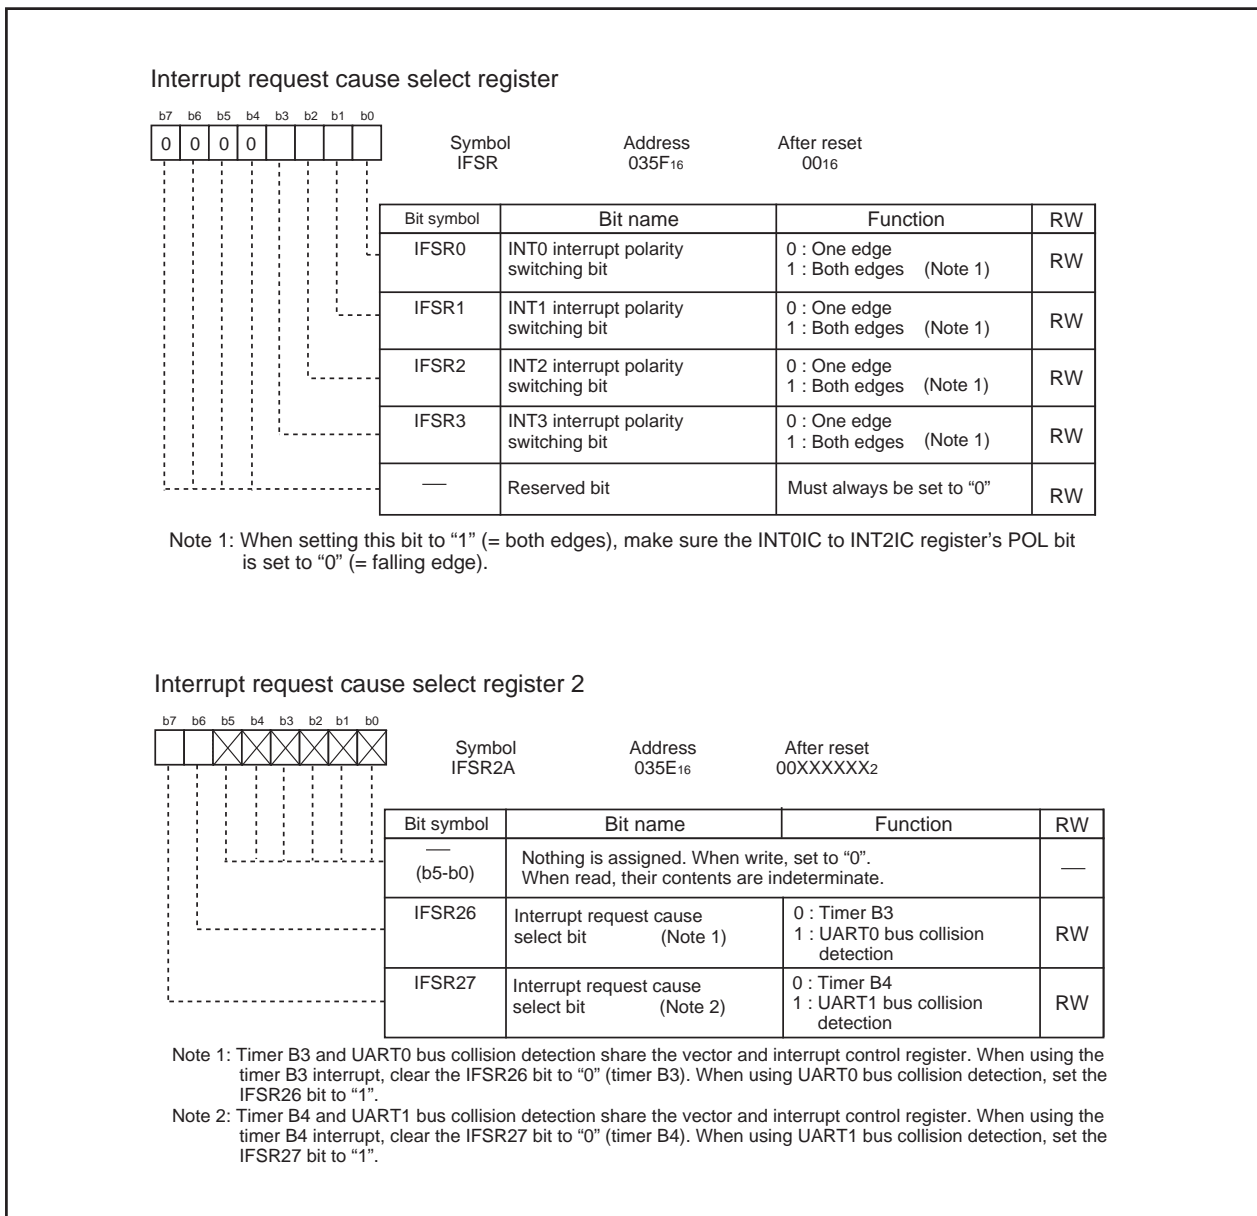 Interrupt request cause select register
b7 b6 b5 b4 b3 b2 b1 b0
0 0 0 0
Symbol Address After reset
IFSR 035F16 0016
Bit symbol Bit name Function RW
IFSR0 INT0 interrupt polarity 0 : One edge
switching bit 1 : Both edges (Note 1) RW
IFSR1 INT1 interrupt polarity 0 : One edge
switching bit 1 : Both edges (Note 1) RW
IFSR2 INT2 interrupt polarity 0 : One edge
switching bit 1 : Both edges (Note 1) RW
IFSR3 INT3 interrupt polarity 0 : One edge
switching bit 1 : Both edges (Note 1) RW
— Reserved bit Must always be set to “0” RW
Note 1: When setting this bit to “1” (= both edges), make sure the INT0IC to INT2IC register’s POL bit
is set to “0” (= falling edge).
Interrupt request cause select register 2
b7 b6 b5 b4 b3 b2 b1 b0
Symbol Address After reset
IFSR2A 035E16 00XXXXXX2
Bit symbol Bit name Function RW
— Nothing is assigned. When write, set to “0”.
(b5-b0) When read, their contents are indeterminate. —
IFSR26 Interrupt request cause 0 : Timer B3
select bit (Note 1) 1 : UART0 bus collision RW
detection
IFSR27 Interrupt request cause 0 : Timer B4
select bit (Note 2) 1 : UART1 bus collision RW
detection
Note 1: Timer B3 and UART0 bus collision detection share the vector and interrupt control register. When using the
timer B3 interrupt, clear the IFSR26 bit to “0” (timer B3). When using UART0 bus collision detection, set the
IFSR26 bit to “1”.
Note 2: Timer B4 and UART1 bus collision detection share the vector and interrupt control register. When using the
timer B4 interrupt, clear the IFSR27 bit to “0” (timer B4). When using UART1 bus collision detection, set the
IFSR27 bit to “1”.